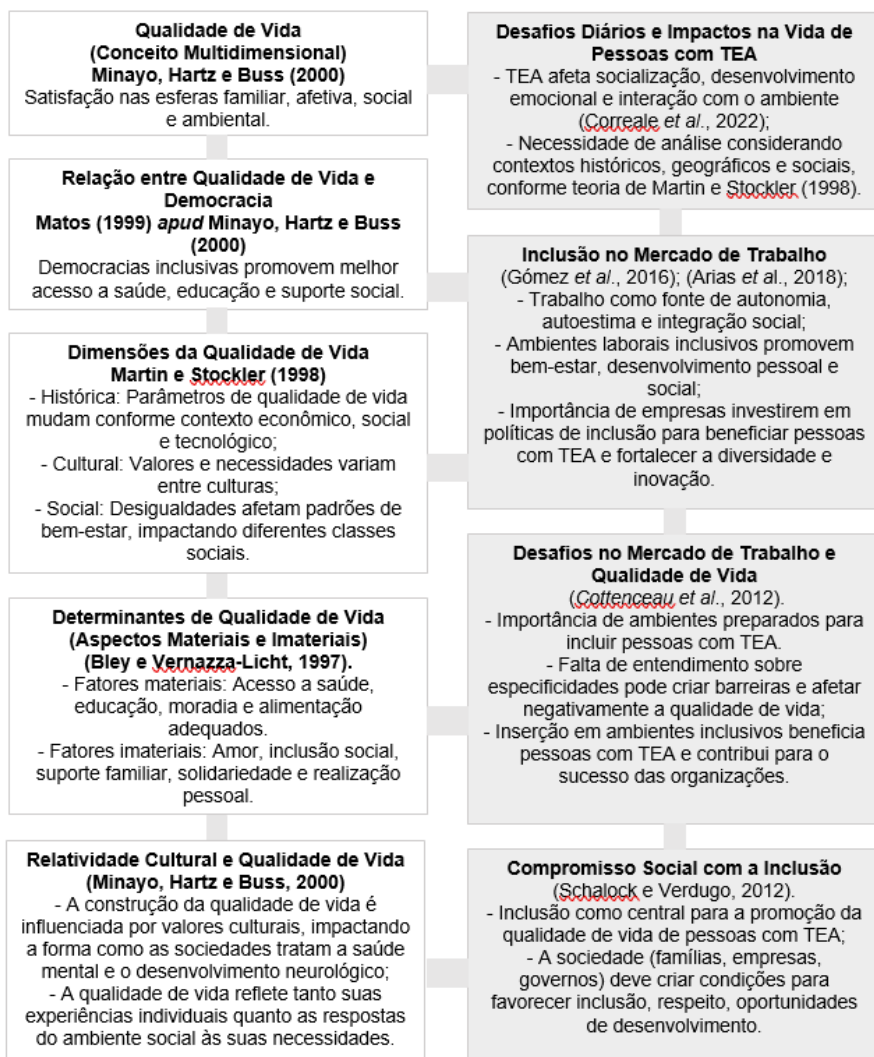 Qualidade de Vida
(Conceito Multidimensional)
Minayo, Hartz e Buss (2000)
Satisfação nas esferas familiar, afetiva, social
e ambiental.
Relação entre Qualidade de Vida e
Democracia
Matos (1999) apud Minayo, Hartz e Buss
(2000)
Democracias inclusivas promovem melhor
acesso a saúde, educação e suporte social.
Dimensões da Qualidade de Vida
Martin e Stockler (1998)
- Histórica: Parâmetros de qualidade de vida
mudam conforme contexto econômico, social
e tecnológico;
- Cultural: Valores e necessidades variam
entre culturas;
- Social: Desigualdades afetam padrões de
bem-estar, impactando diferentes classes
sociais.
Determinantes de Qualidade de Vida
(Aspectos Materiais e Imateriais)
(Bley e Vernazza-Licht, 1997).
- Fatores materiais: Acesso a saúde,
educação, moradia e alimentação
adequados.
- Fatores imateriais: Amor, inclusão social,
suporte familiar, solidariedade e realização
pessoal.
Relatividade Cultural e Qualidade de Vida
(Minayo, Hartz e Buss, 2000)
- A construção da qualidade de vida é
influenciada por valores culturais, impactando
a forma como as sociedades tratam a saúde
mental e o desenvolvimento neurológico;
- A qualidade de vida reflete tanto suas
experiências individuais quanto as respostas
do ambiente social às suas necessidades.
Desafios Diários e Impactos na Vida de
Pessoas com TEA
- TEA afeta socialização, desenvolvimento
emocional e interação com o ambiente
(Correale et al., 2022);
- Necessidade de análise considerando
contextos históricos, geográficos e sociais,
conforme teoria de Martin e Stockler (1998).
Inclusão no Mercado de Trabalho
(Gómez et al., 2016); (Arias et al., 2018);
- Trabalho como fonte de autonomia,
autoestima e integração social;
- Ambientes laborais inclusivos promovem
bem-estar, desenvolvimento pessoal e
social;
- Importância de empresas investirem em
políticas de inclusão para beneficiar pessoas
com TEA e fortalecer a diversidade e
inovação.
Desafios no Mercado de Trabalho e
Qualidade de Vida
(Cottenceau et al., 2012).
- Importância de ambientes preparados para
incluir pessoas com TEA.
- Falta de entendimento sobre
especificidades pode criar barreiras e afetar
negativamente a qualidade de vida;
- Inserção em ambientes inclusivos beneficia
pessoas com TEA e contribui para o
sucesso das organizações.
Compromisso Social com a Inclusão
(Schalock e Verdugo, 2012).
- Inclusão como central para a promoção da
qualidade de vida de pessoas com TEA;
- A sociedade (famílias, empresas,
governos) deve criar condições para
favorecer inclusão, respeito, oportunidades
de desenvolvimento.